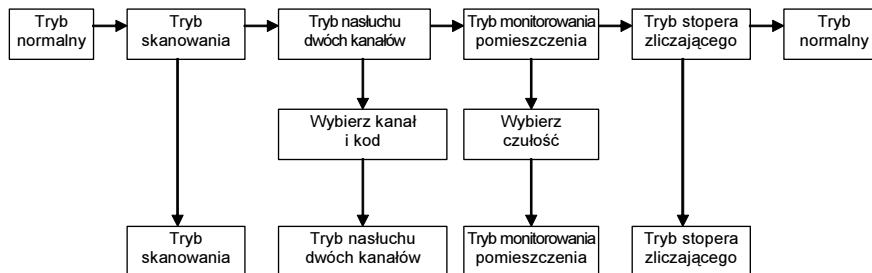 Tryb
normalny
Tryb
skanowania
Tryb nasłuchu
dwóch kanałów
Tryb monitorowania
pomieszczenia
Tryb stopera
zliczającego
Tryb
normalny
Wybierz kanał
i kod
Wybierz
czułość
Tryb
skanowania
Tryb nasłuchu
dwóch kanałów
Tryb monitorowania
pomieszczenia
Tryb stopera
zliczającego